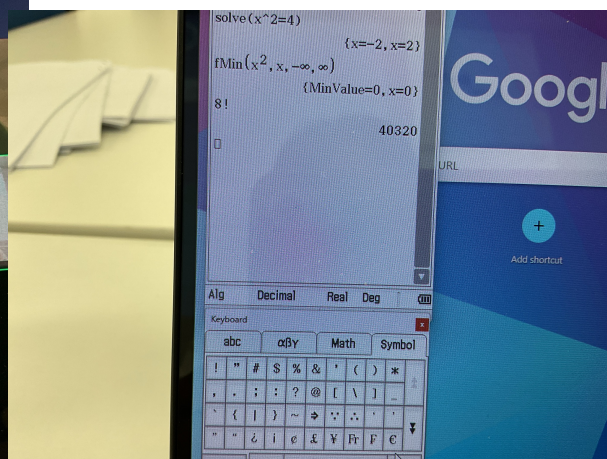 solve(x^2=4)
{x=-2, x=2}
fMin(x², x, -∞, ∞)
{MinValue=0, x=0}
8!
40320
Alg Decimal Real Deg
Keyboard x
abc αβγ Math Symbol
! " # $ % & ' ( ) *
, . ; : ? @ [ \ ] _
` { | } ~ ⇒ ∵ ∴ ‘ ’
” “ ¿ ¡ ¢ £ ¥ Fr ₣ €
Googl
URL
+
Add shortcut